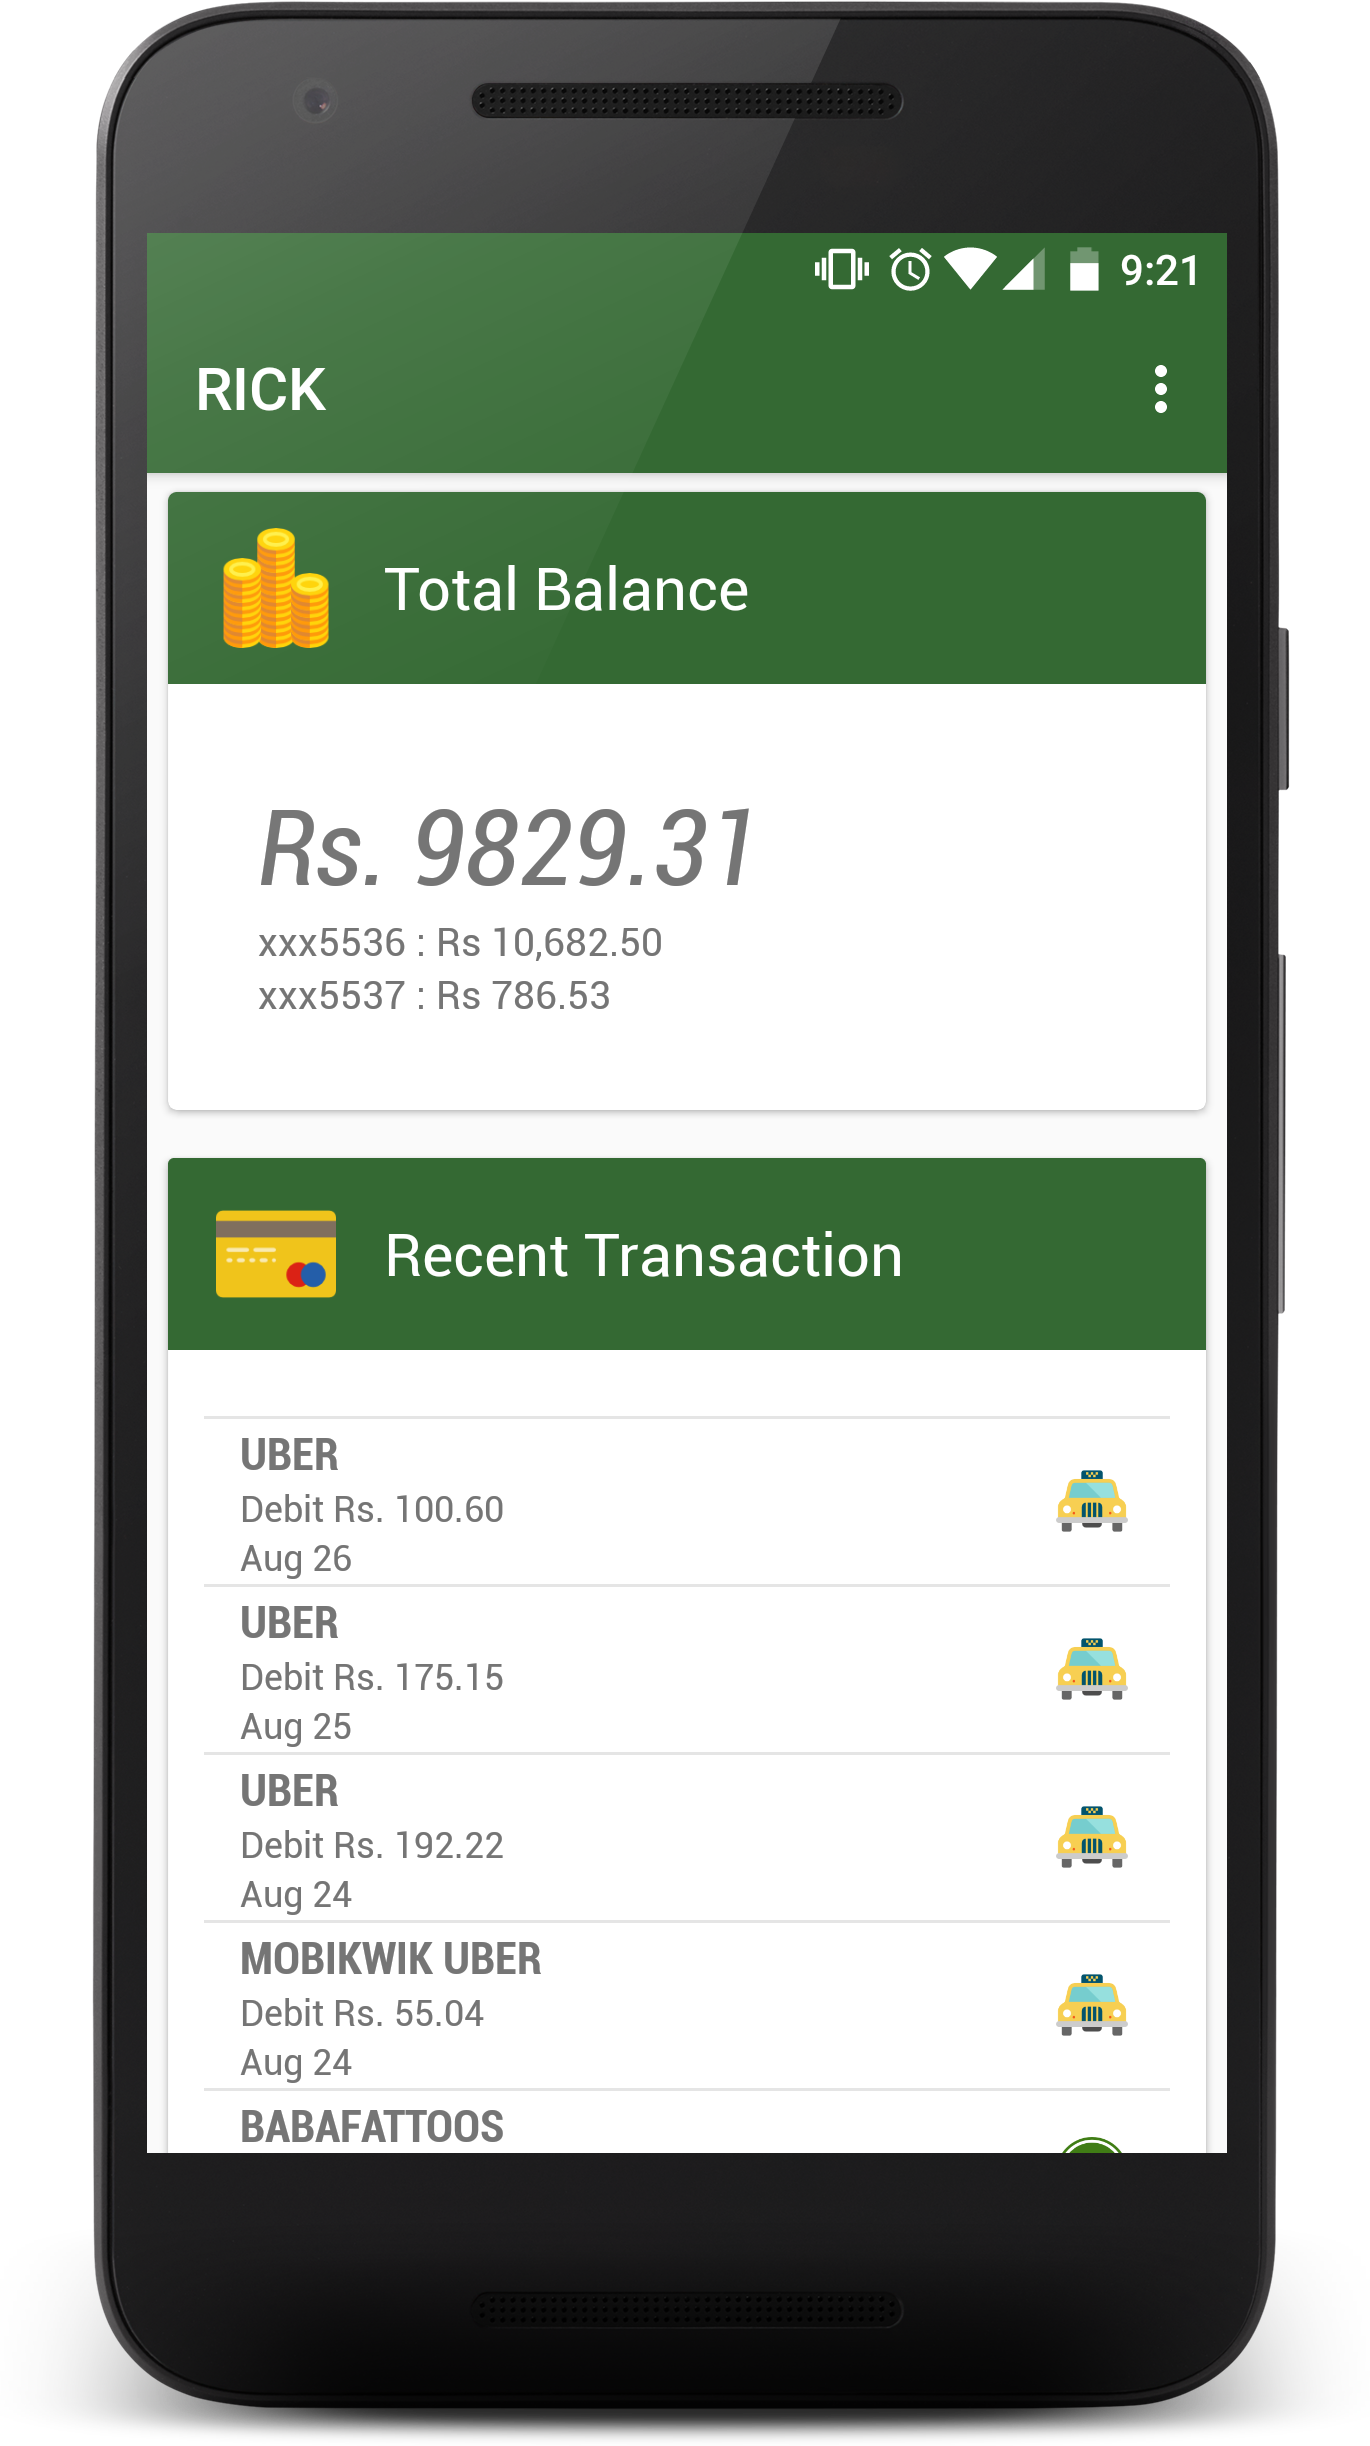 9:21
RICK
Total Balance
Rs. 9829.31
xxx5536 : Rs 10,682.50
xxx5537 : Rs 786.53
Recent Transaction
UBER
Debit Rs. 100.60
Aug 26
UBER
Debit Rs. 175.15
Aug 25
UBER
Debit Rs. 192.22
Aug 24
MOBIKWIK UBER
Debit Rs. 55.04
Aug 24
BABAFATTOOS